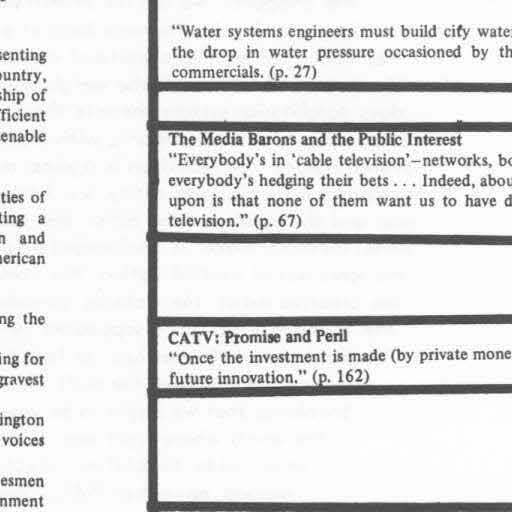 senting
ountry,
ship of
fficient
enable
ties of
ting a
n and
nerican
ng the
ing for
gravest
ington
voices
esmen
nment
“Water systems engineers must build city water
the drop in water pressure occasioned by th
commercials. (p. 27)
The Media Barons and the Public Interest
“Everybody’s in ‘cable television’—networks, bo
everybody’s hedging their bets . . . Indeed, abou
upon is that none of them want us to have d
television.” (p. 67)
CATV: Promise and Peril
“Once the investment is made (by private mone
future innovation.” (p. 162)